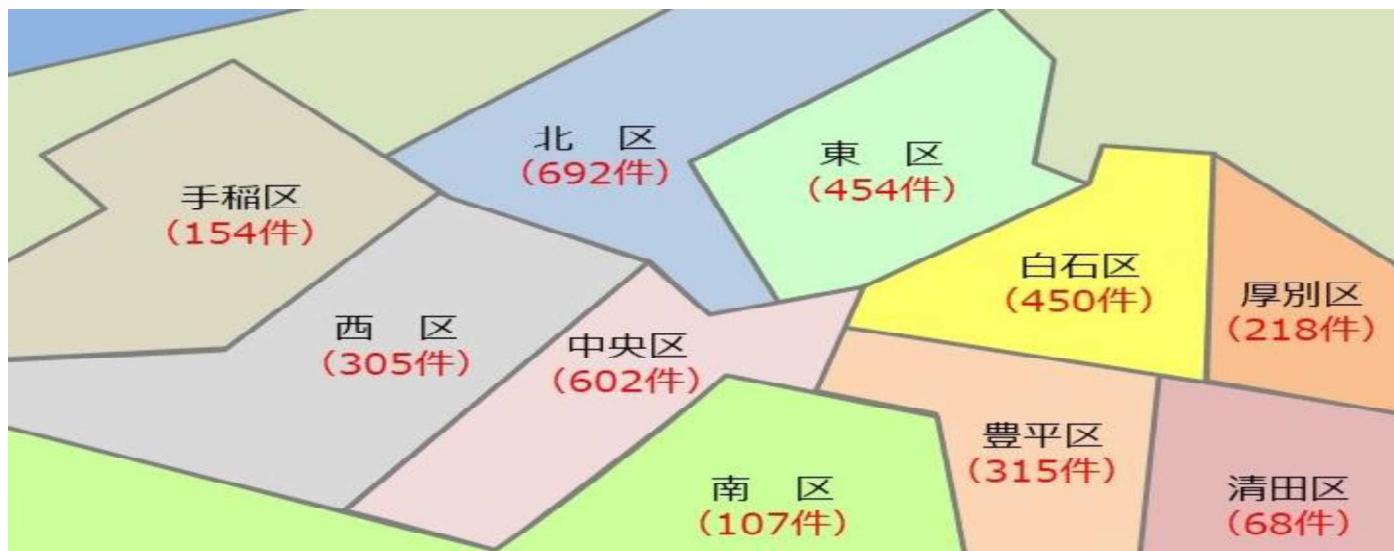 北　区
(692件)
東　区
(454件)
手稲区
(154件)
白石区
(450件)
厚別区
(218件)
西　区
(305件)
中央区
(602件)
豊平区
(315件)
南　区
(107件)
清田区
(68件)